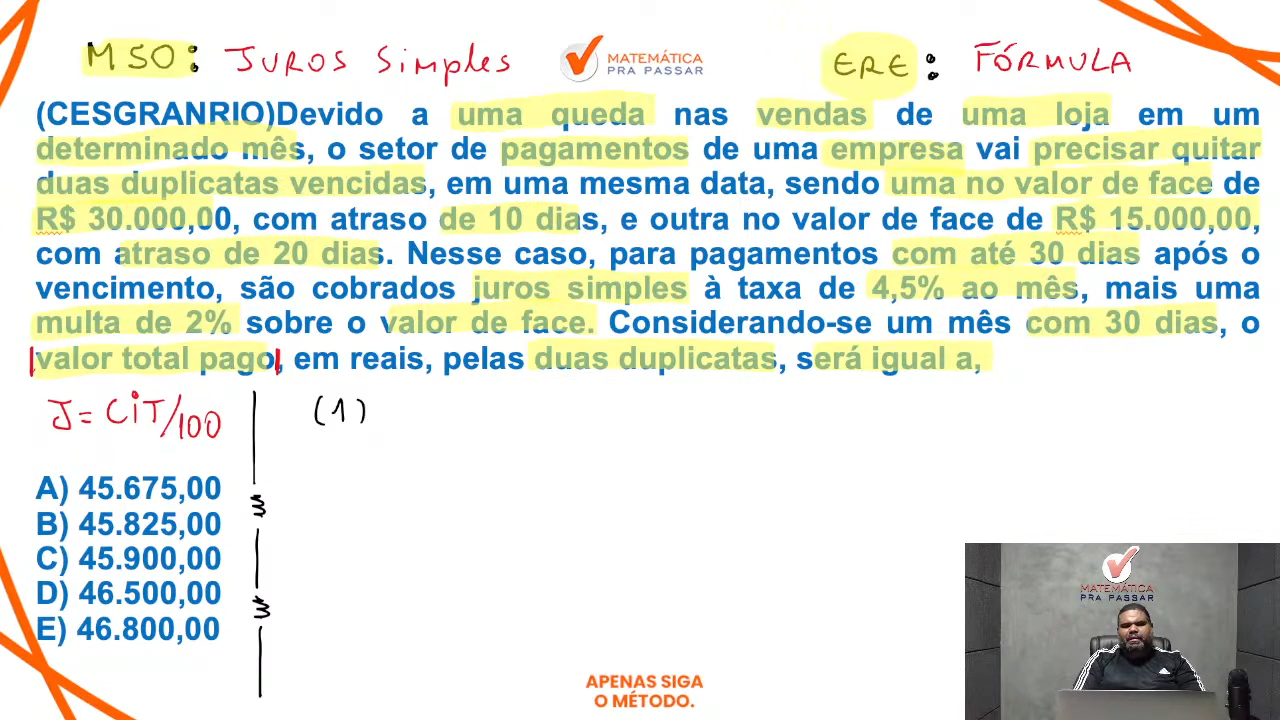 MSO: JUROS SimpLes
MATEMÁTICA
PRA PASSAR
ERE: FÓRMULA
(CESGRANRIO)Devido a uma queda nas vendas de uma loja em um
determinado mês, o setor de pagamentos de uma empresa vai precisar quitar
duas duplicatas vencidas, em uma mesma data, sendo uma no valor de face de
R$ 30.000,00, com atraso de 10 dias, e outra no valor de face de R$ 15.000,00,
com atraso de 20 dias. Nesse caso, para pagamentos com até 30 dias após o
vencimento, são cobrados juros simples à taxa de 4,5% ao mês, mais uma
multa de 2% sobre o valor de face. Considerando-se um mês com 30 dias, o
valor total pago, em reais, pelas duas duplicatas, será igual a,
J= CiT/100
(1)
A) 45.675,00
B) 45.825,00
C) 45.900,00
D) 46.500,00
E) 46.800,00
MATEMÁTICA
PRA PASSAR
APENAS SIGA
O MÉTODO.